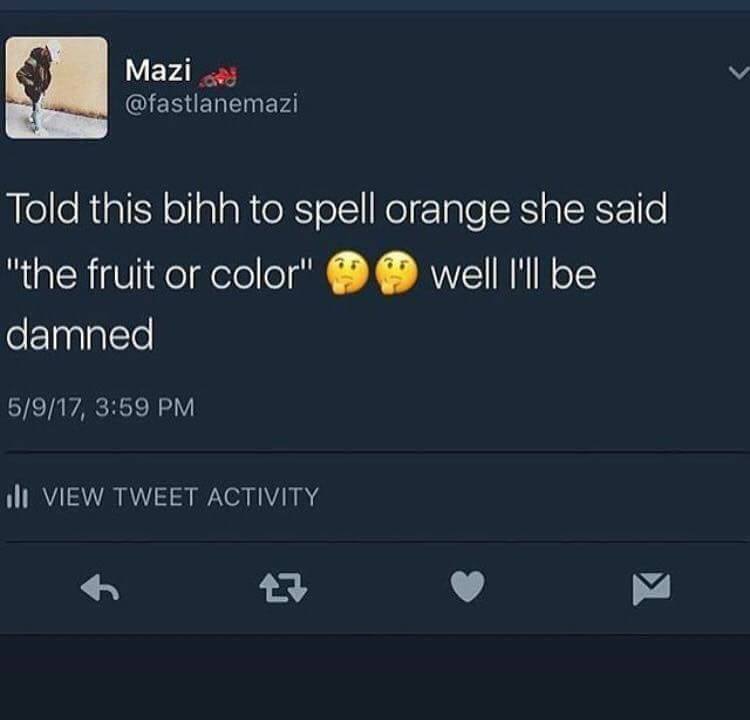 Mazi 🏎
@fastlanemazi
Told this bihh to spell orange she said
"the fruit or color" 🤔🤔 well I'll be
damned
5/9/17, 3:59 PM
VIEW TWEET ACTIVITY